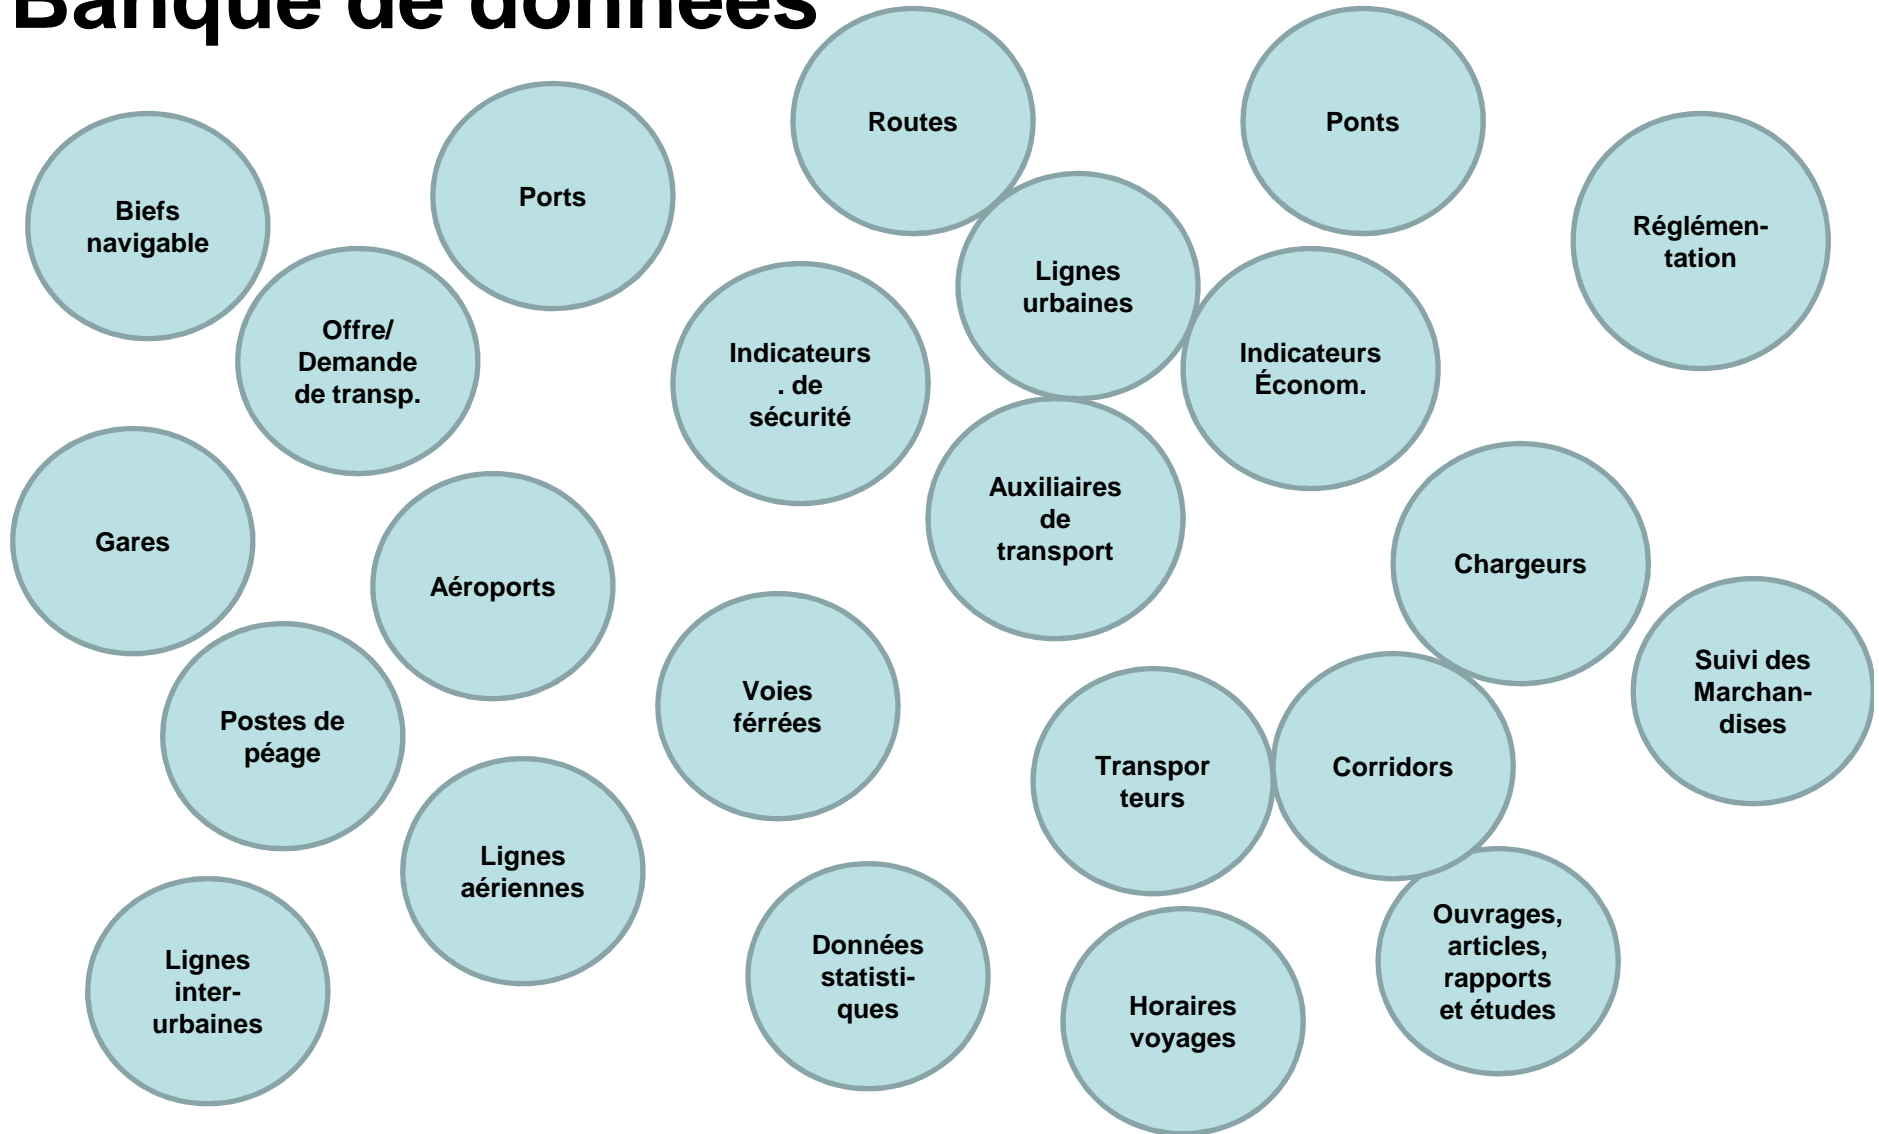 Banque de données
Routes
Ponts
Ports
Biefs
navigable
Réglémen-
tation
Lignes
urbaines
Offre/
Demande
de transp.
Indicateurs
. de
sécurité
Indicateurs
Économ.
Auxiliaires
de
transport
Gares
Aéroports
Chargeurs
Suivi des
Marchan-
dises
Voies
férrées
Postes de
péage
Transpor
teurs
Corridors
Lignes
aériennes
Ouvrages,
articles,
rapports
et études
Données
statisti-
ques
Lignes
inter-
urbaines
Horaires
voyages